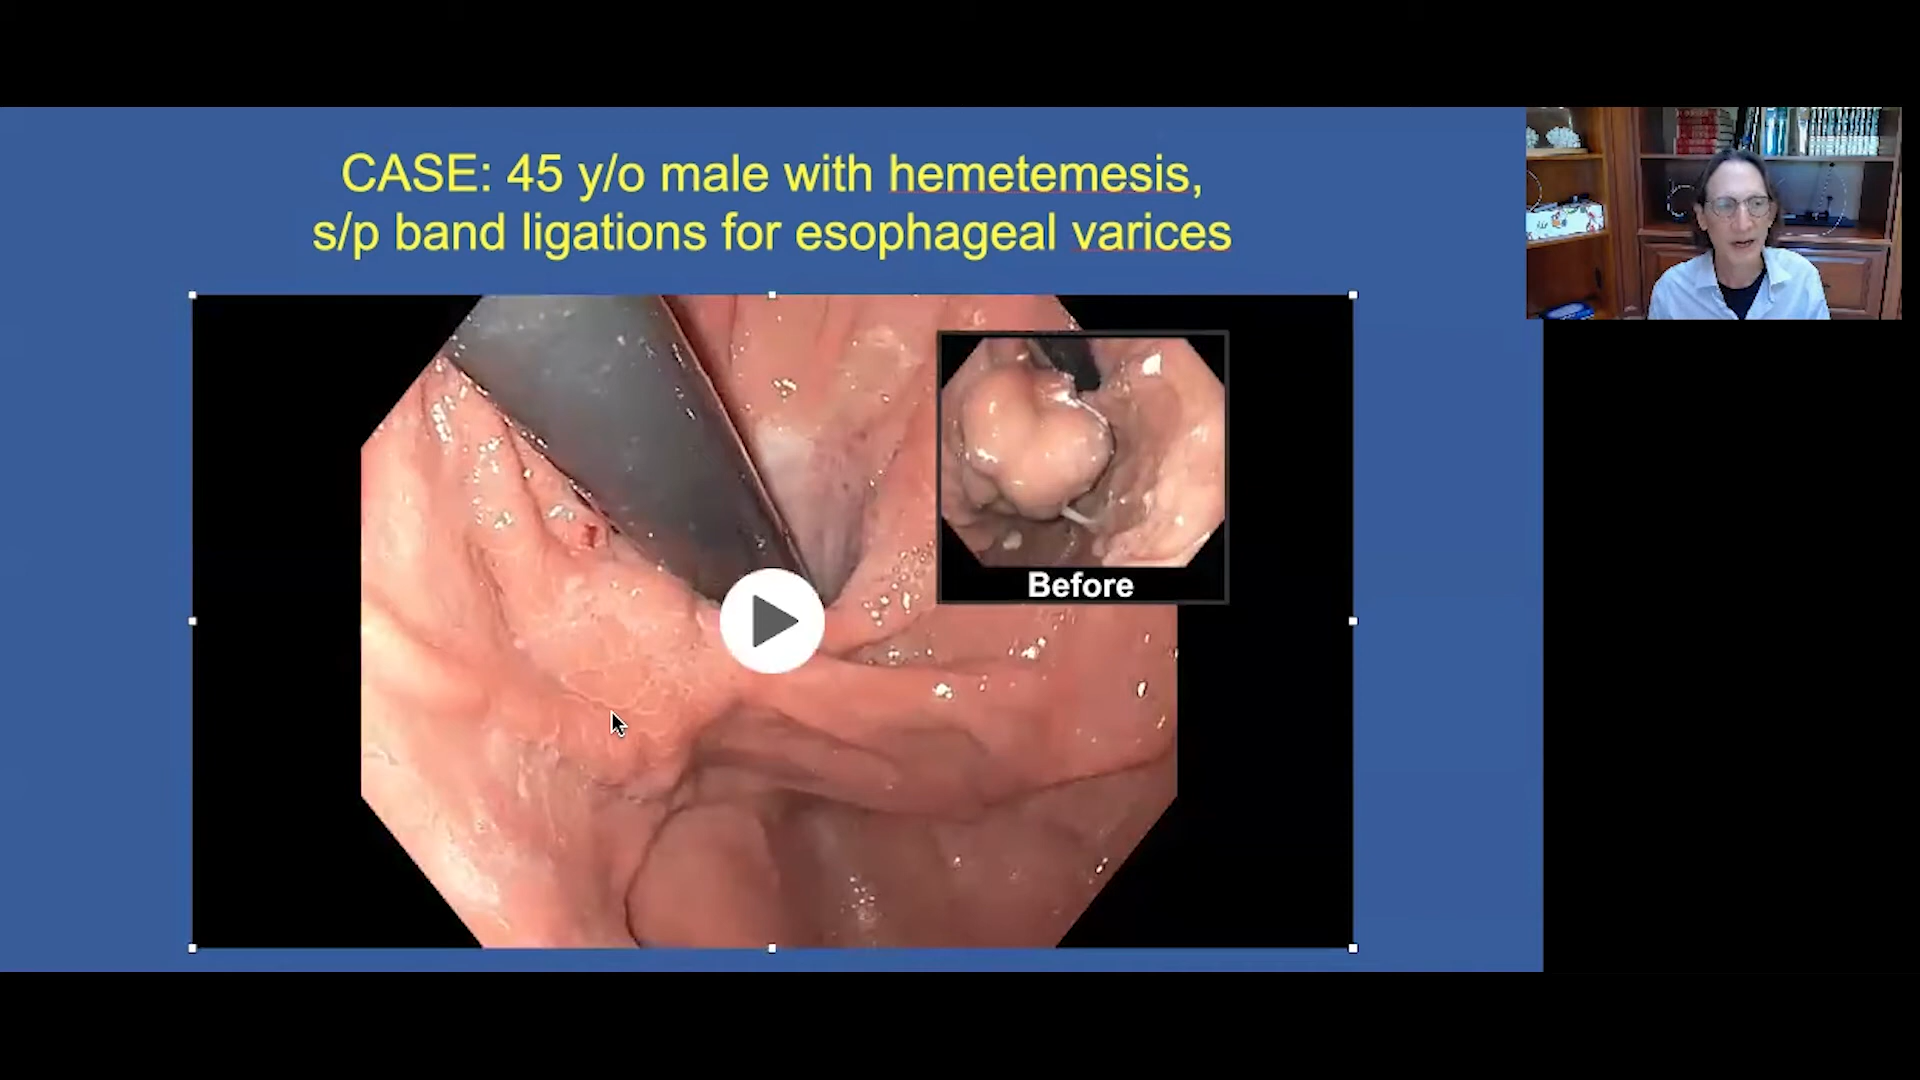 CASE: 45 y/o male with hemetemesis,
s/p band ligations for esophageal varices
Before